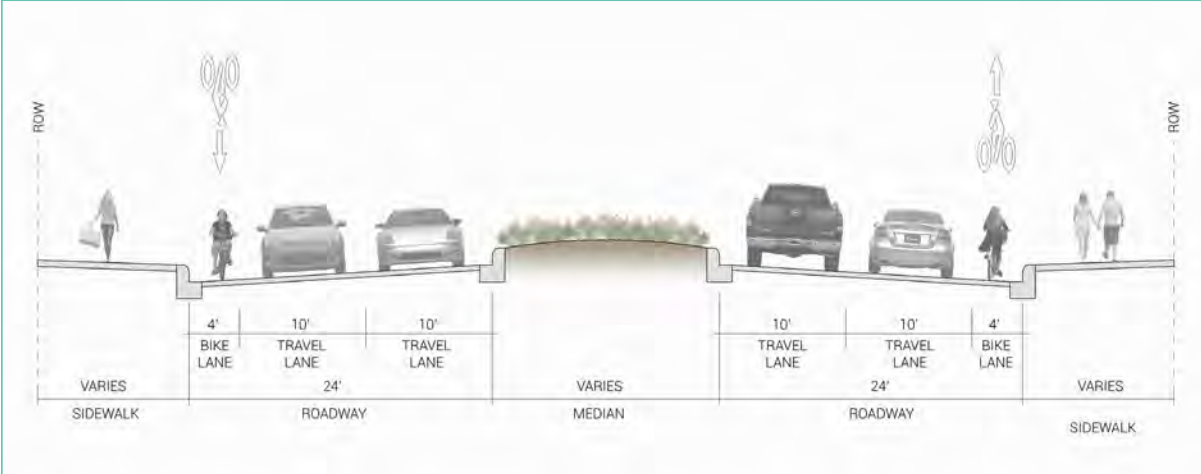 ROW
ROW
4' 10' 10' 10' 10' 4'
BIKE TRAVEL TRAVEL TRAVEL TRAVEL BIKE
LANE LANE LANE LANE LANE LANE
VARIES 24' VARIES 24' VARIES
SIDEWALK ROADWAY MEDIAN ROADWAY
SIDEWALK